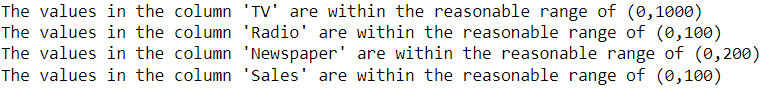 The values in the column 'TV' are within the reasonable range of (0,1000)
The values in the column 'Radio' are within the reasonable range of (0,100)
The values in the column 'Newspaper' are within the reasonable range of (0,200)
The values in the column 'Sales' are within the reasonable range of (0,100)